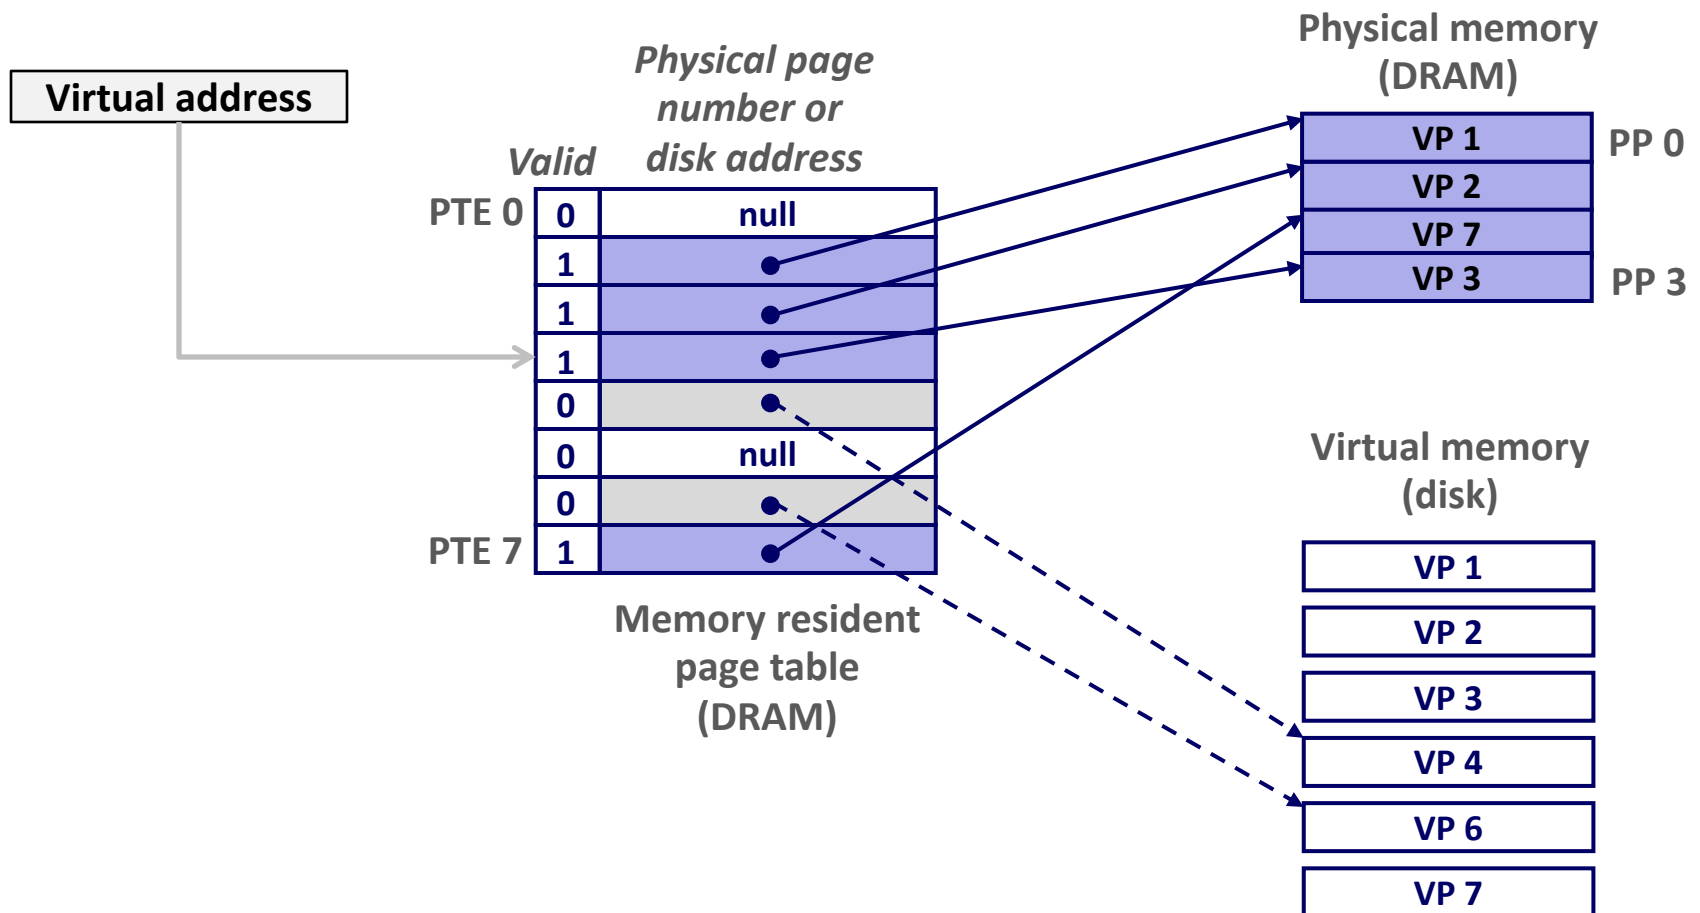 Virtual address
Physical page
number or
disk address
Valid
PTE 0
0
null
1
1
1
0
0
null
0
PTE 7
1
Memory resident
page table
(DRAM)
Physical memory
(DRAM)
VP 1
PP 0
VP 2
VP 7
VP 3
PP 3
Virtual memory
(disk)
VP 1
VP 2
VP 3
VP 4
VP 6
VP 7